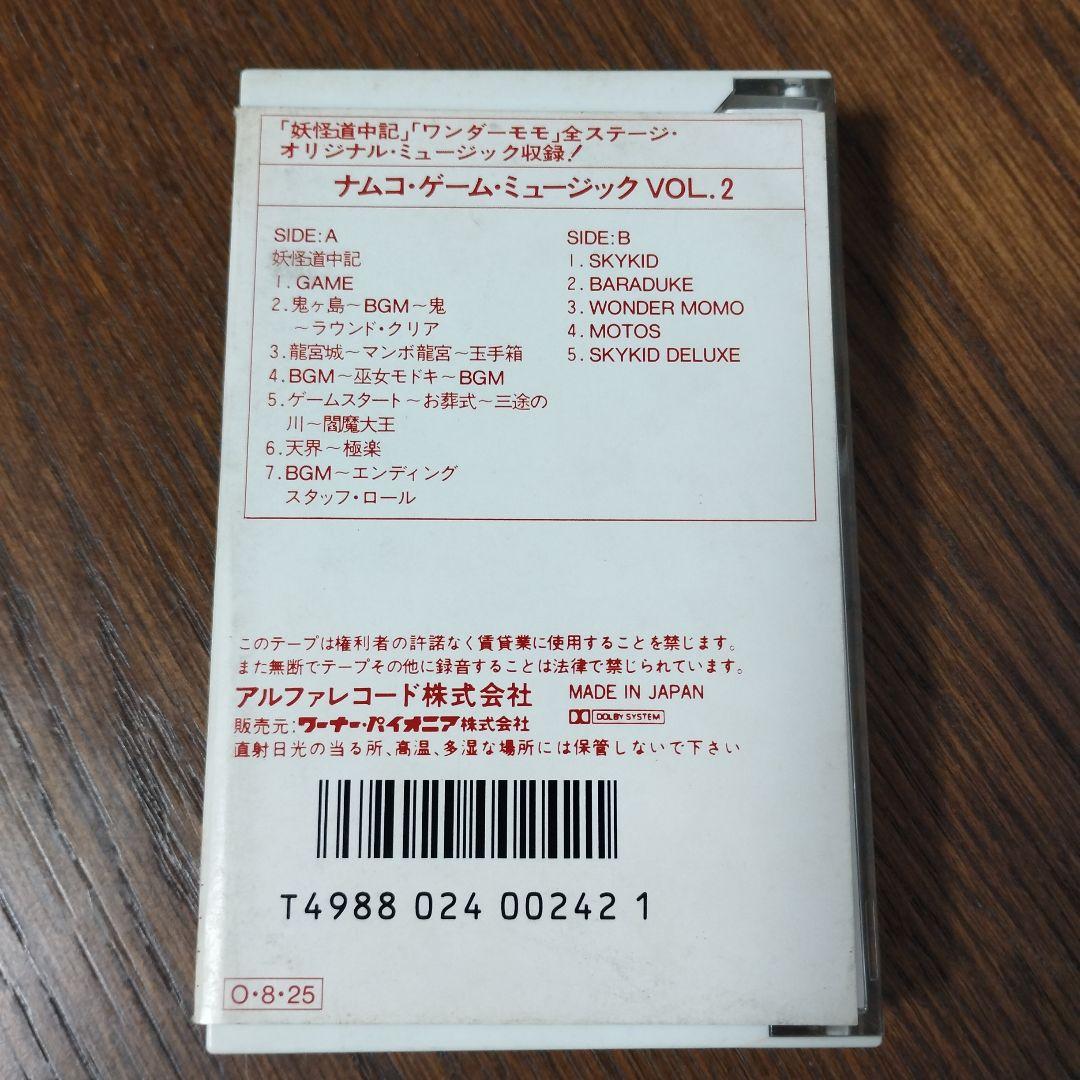 「妖怪道中記」「ワンダーモモ」全ステージ・
オリジナル・ミュージック収録!
ナムコ・ゲーム・ミュージック VOL.2
SIDE:A
妖怪道中記
1. GAME
2.鬼ヶ島～BGM～鬼
～ラウンド・クリア
3.龍宮城～マンボ龍宮～玉手箱
4. BGM～巫女モドキ～BGM
5.ゲームスタート～お葬式～三途の
川～閻魔大王
6.天界～極楽
7.BGM～エンディング
スタッフ・ロール
SIDE:B
1. SKYKID
2. BARADUKE
3. WONDER MOMO
4. MOTOS
5. SKYKID DELUXE
このテープは権利者の許諾なく賃貸業に使用することを禁じます。
また無断でテープその他に録音することは法律で禁じられています。
アルファレコード株式会社 MADE IN JAPAN
販売元:ワーナー・パイオニア株式会社 DOLBY SYSTEM
直射日光の当る所、高温、多湿な場所には保管しないで下さい
T4988 024 00242 1
O・8・25